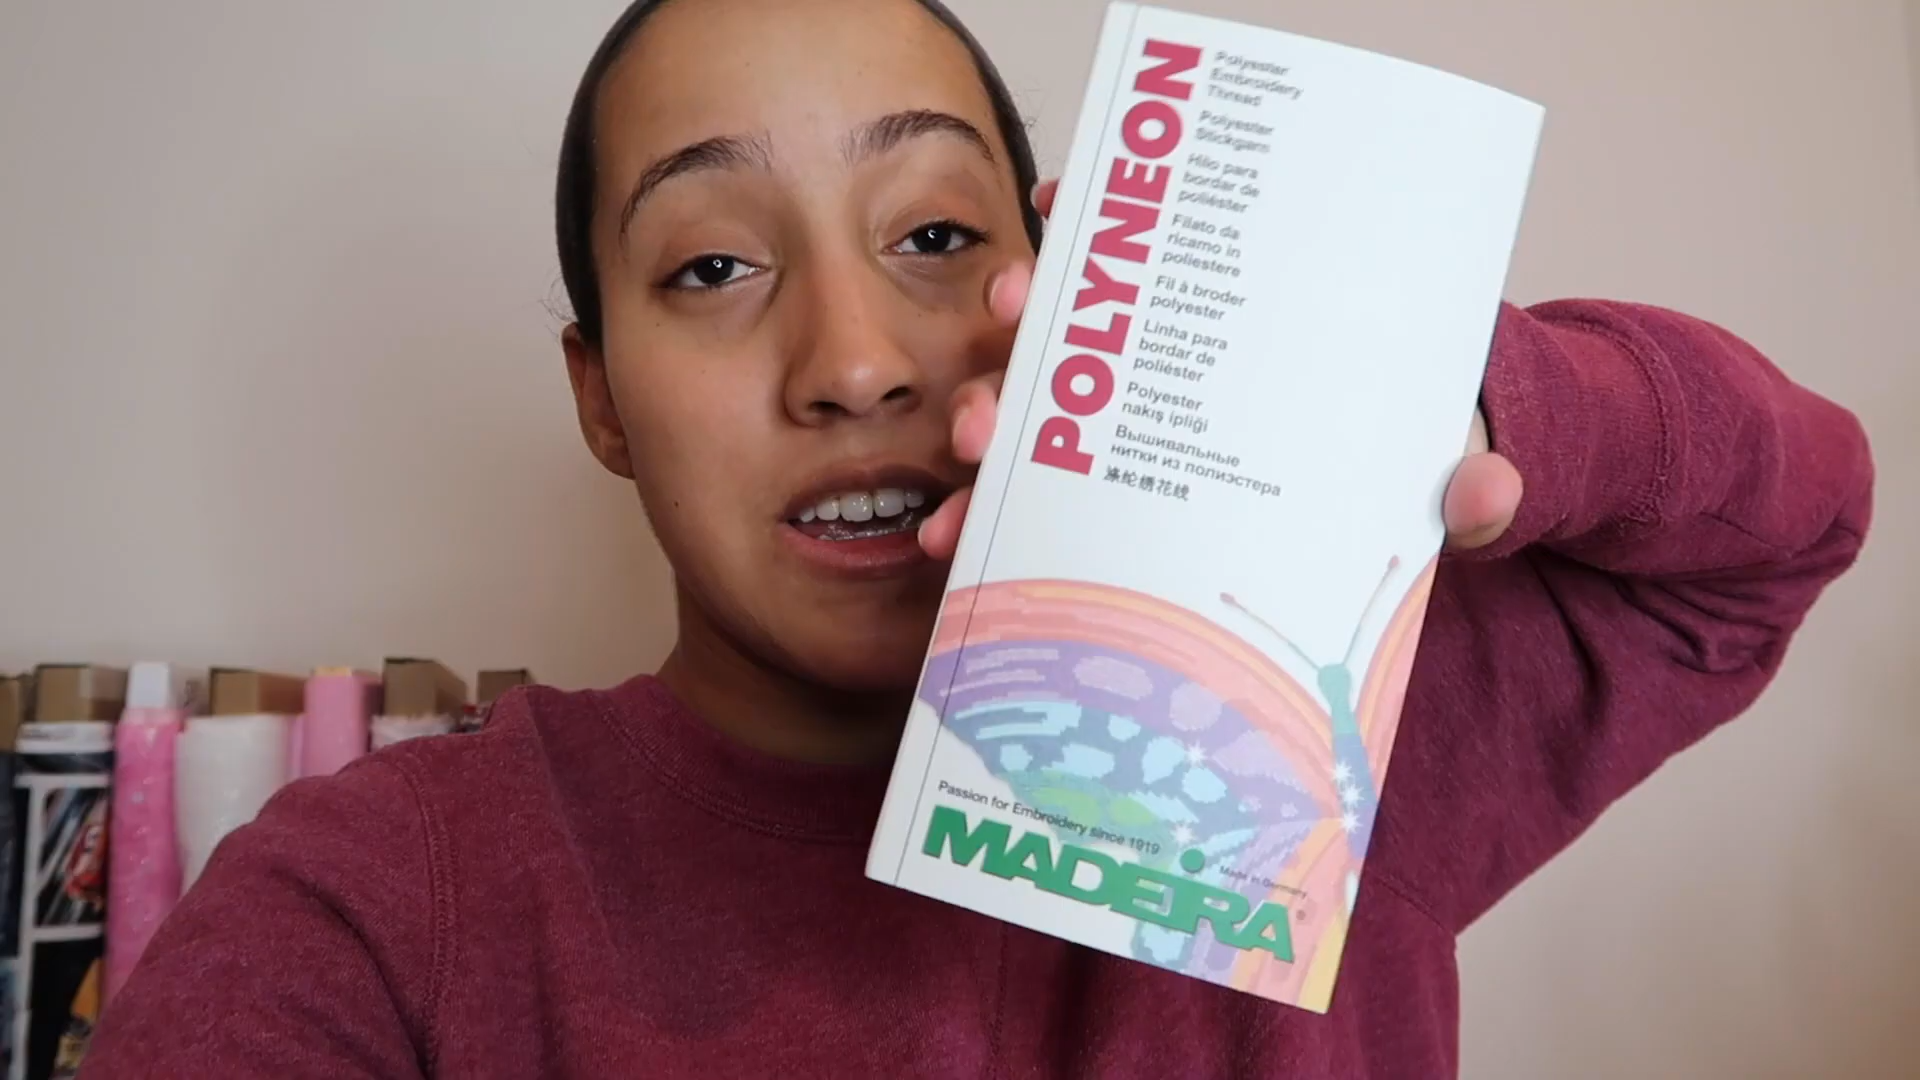 POLYNEON
Polyester
Embroidery
Thread
Polyester
Stickgarn
Hilo para
bordar de
poliéster
Filato da
ricamo in
poliestere
Fil à broder
polyester
Linha para
bordar de
poliéster
Polyester
nakış ipliği
Вышивальные
нитки из полиэстера
涤纶绣花线
Passion for Embroidery since 1919
Made in Germany
MADEIRA®